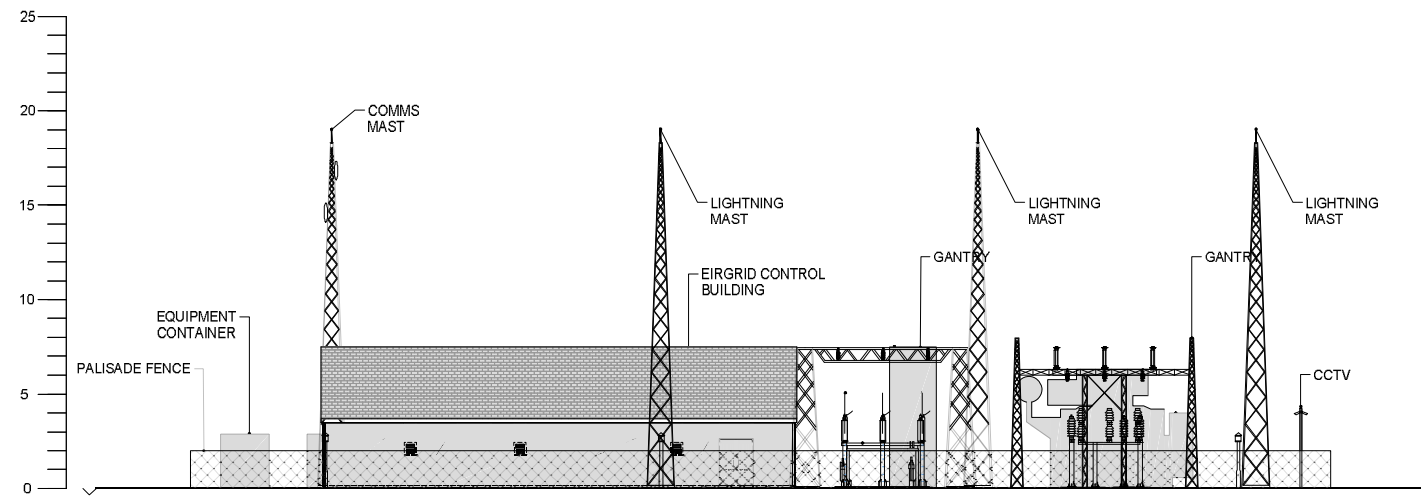 25
20
COMMS
MAST
15
LIGHTNING
MAST
LIGHTNING
MAST
LIGHTNING
MAST
GANTRY
GANTRY
EIRGRID CONTROL
BUILDING
10
EQUIPMENT
CONTAINER
PALISADE FENCE
CCTV
5
0